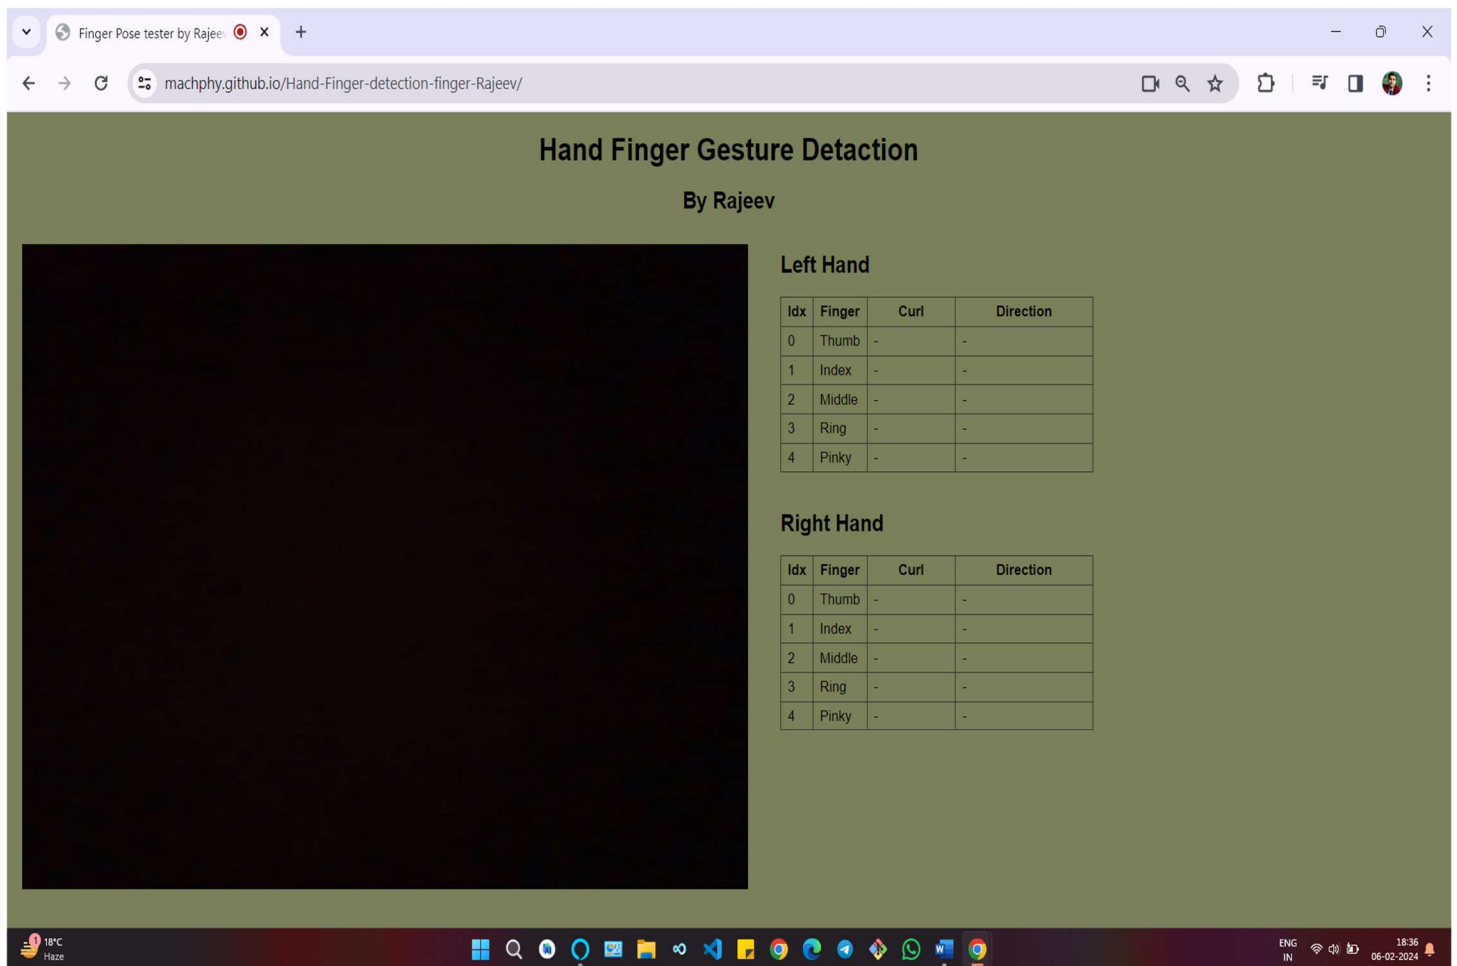 Finger Pose tester by Rajee
machphy.github.io/Hand-Finger-detection-finger-Rajeev/
Hand Finger Gesture Detaction
By Rajeev
Left Hand
Idx Finger Curl Direction
0 Thumb - -
1 Index - -
2 Middle - -
3 Ring - -
4 Pinky - -
Right Hand
Idx Finger Curl Direction
0 Thumb - -
1 Index - -
2 Middle - -
3 Ring - -
4 Pinky - -
1
18°C
Haze
ENG
IN
18:36
06-02-2024